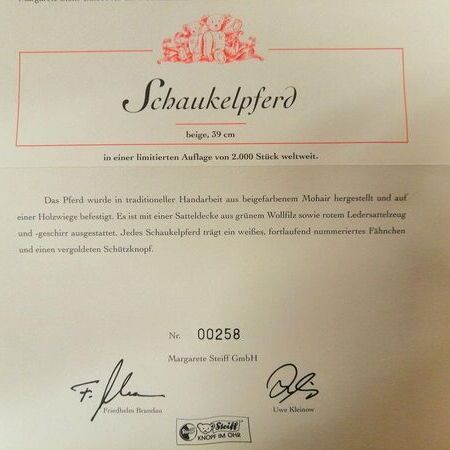 Schaukelpferd
beige, 39 cm
in einer limitierten Auflage von 2.000 Stück weltweit.
Das Pferd wurde in traditioneller Handarbeit aus beigefarbenem Mohair hergestellt und auf
einer Holzwiege befestigt. Es ist mit einer Satteldecke aus grünem Wollfilz sowie rotem Ledersattelzeug
und -geschirr ausgestattet. Jedes Schaukelpferd trägt ein weißes, fortlaufend nummeriertes Fähnchen
und einen vergoldeten Schützknopf.
Nr. 00258
Margarete Steiff GmbH
Friedhelm Brandau
Uwe Kleinow
Steiff
KNOPF IM OHR